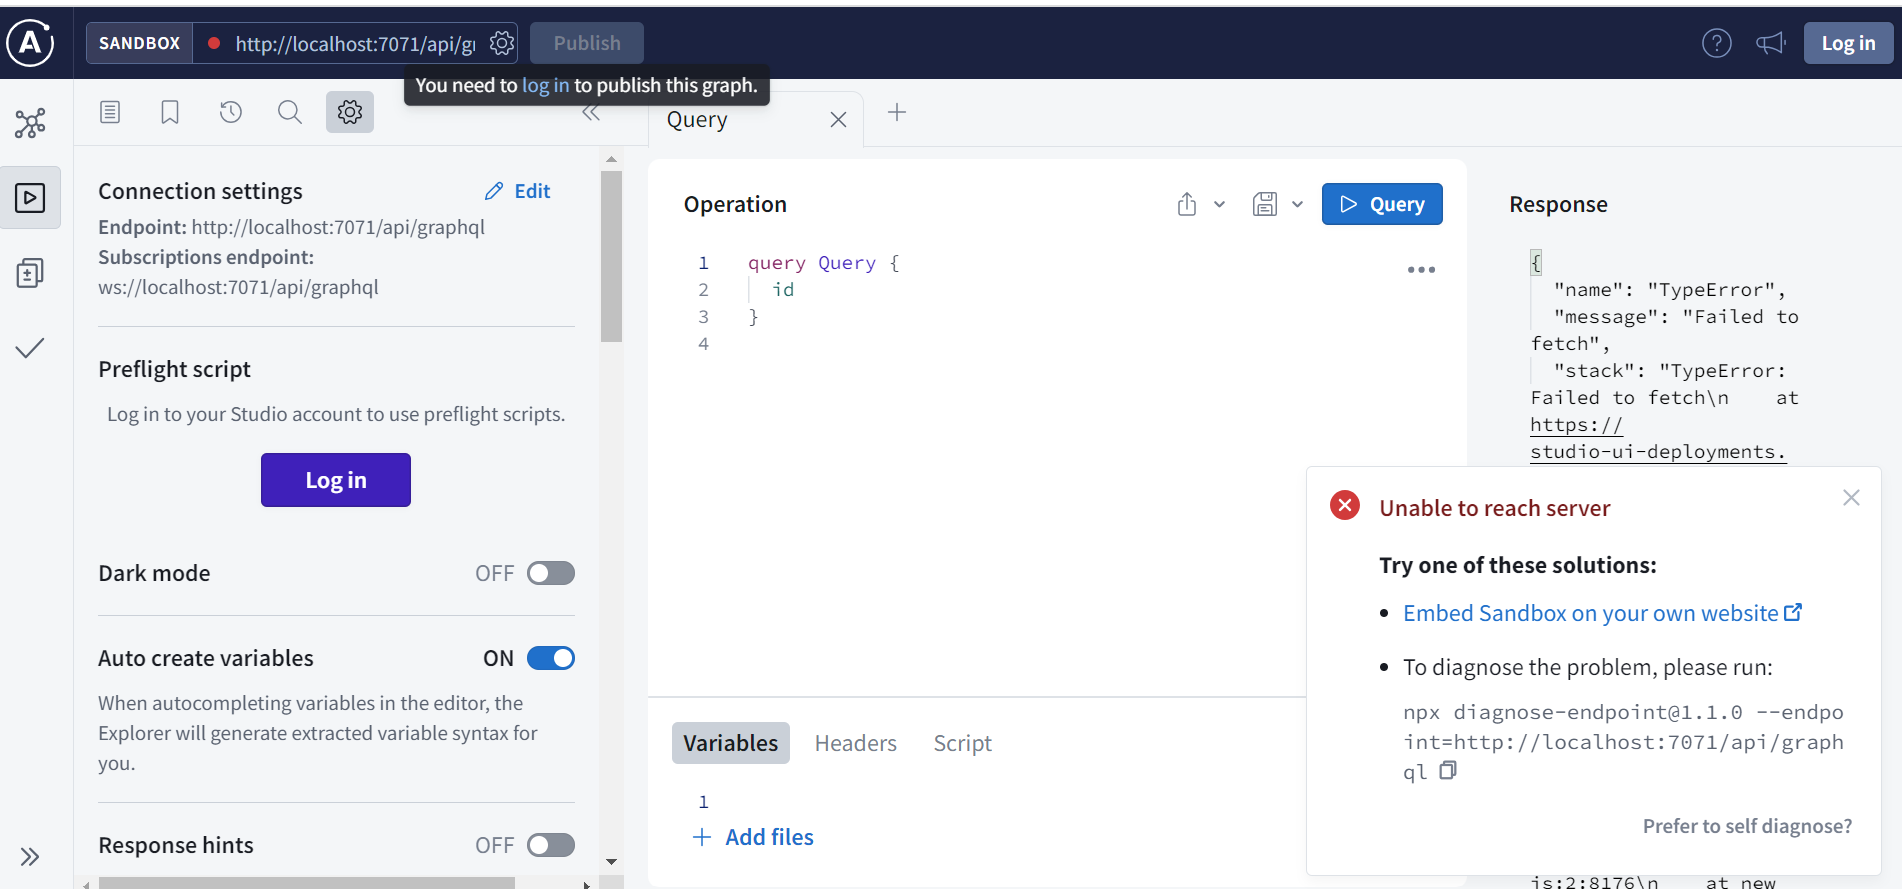 SANDBOX
http://localhost:7071/api/gr
Publish
Log in
You need to log in to publish this graph.
Query
Connection settings
Edit
Endpoint: http://localhost:7071/api/graphql
Subscriptions endpoint:
ws://localhost:7071/api/graphql
Preflight script
Log in to your Studio account to use preflight scripts.
Log in
Dark mode
OFF
Auto create variables
ON
When autocompleting variables in the editor, the
Explorer will generate extracted variable syntax for
you.
Response hints
OFF
Operation
Query
1 query Query {
2 id
3 }
4
Variables
Headers
Script
1
+ Add files
Response
{
"name": "TypeError",
"message": "Failed to
fetch",
"stack": "TypeError:
Failed to fetch\n    at
https://
studio-ui-deployments.
Unable to reach server
Try one of these solutions:
• Embed Sandbox on your own website
• To diagnose the problem, please run:
npx diagnose-endpoint@1.1.0 --endpo
int=http://localhost:7071/api/graph
ql
Prefer to self diagnose?
js:2:8176\n    at new